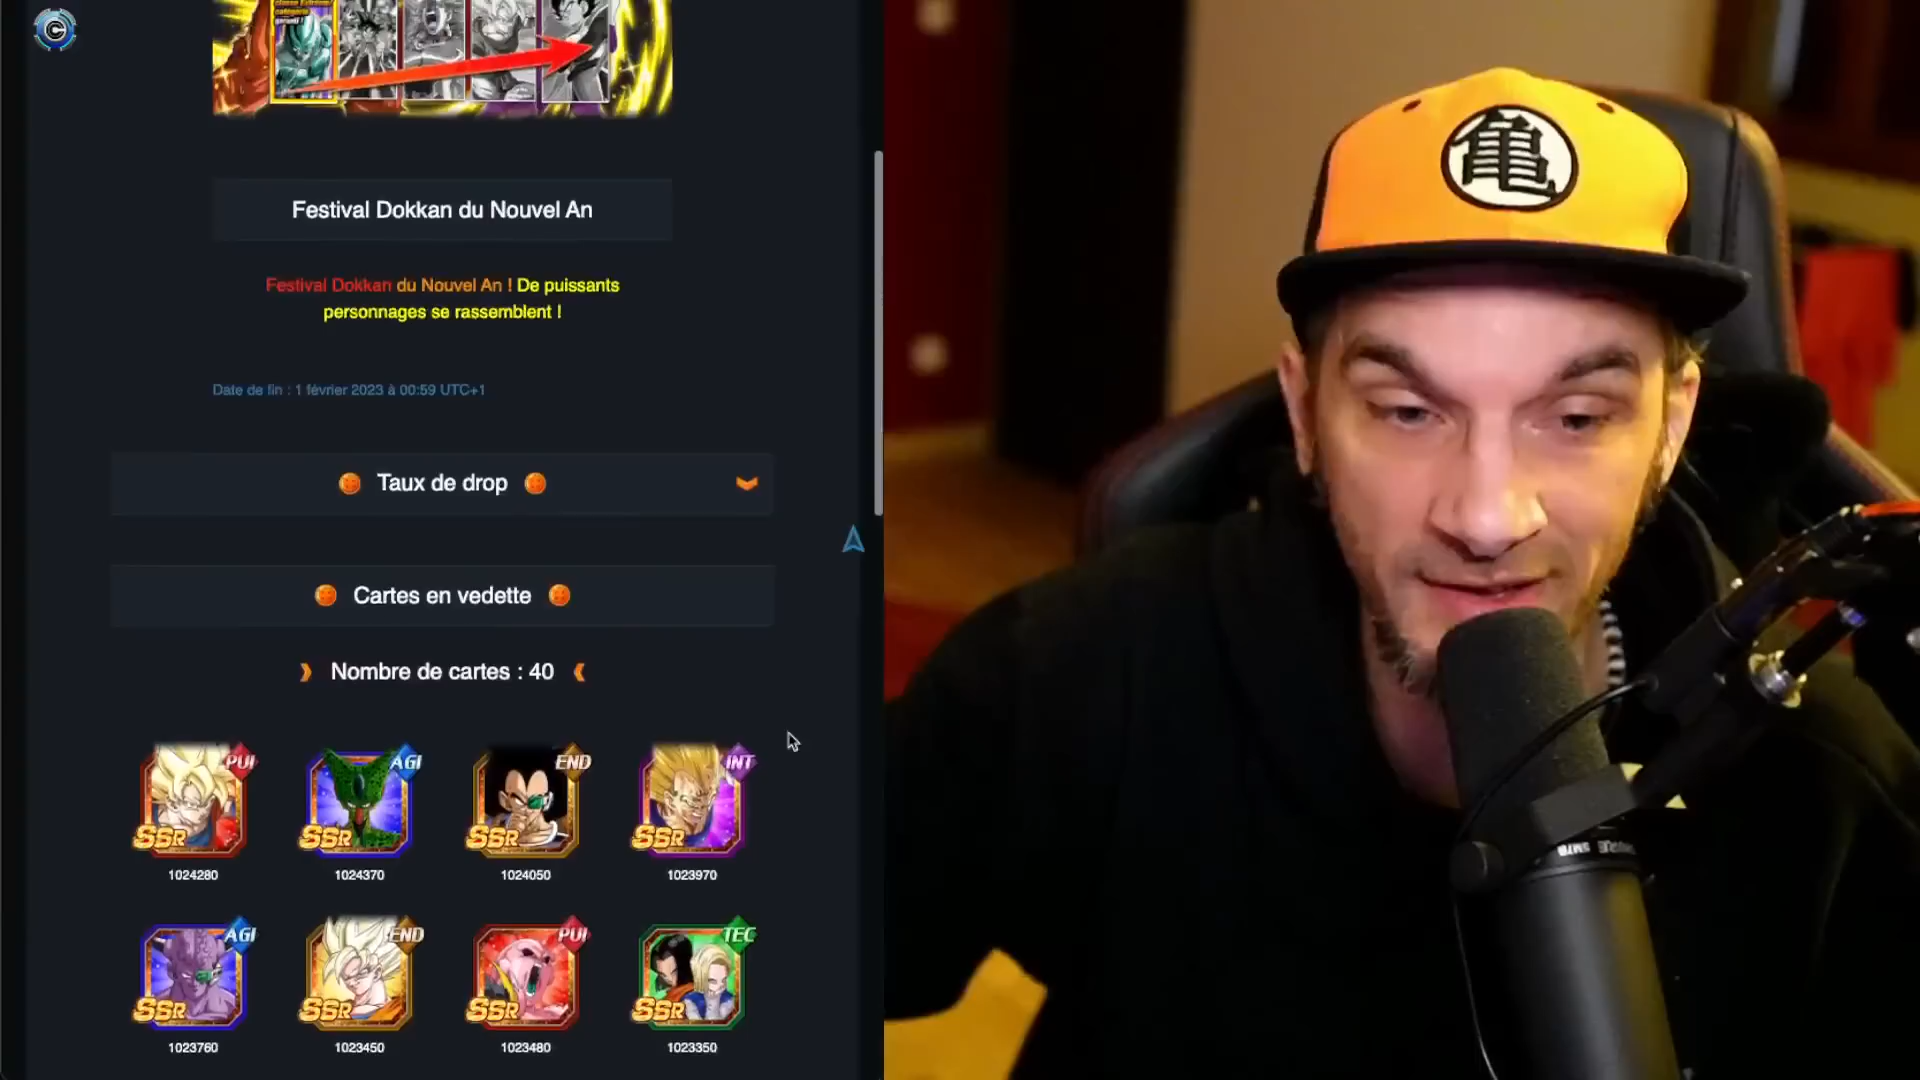 Festival Dokkan du Nouvel An
Festival Dokkan du Nouvel An ! De puissants
personnages se rassemblent !
Date de fin : 1 février 2023 à 00:59 UTC+1
Taux de drop
Cartes en vedette
Nombre de cartes : 40
PUI AGI END INT
SSR SSR SSR SSR
1024280 1024370 1024050 1023970
AGI END PUI TEC
SSR SSR SSR SSR
1023760 1023450 1023480 1023350
亀